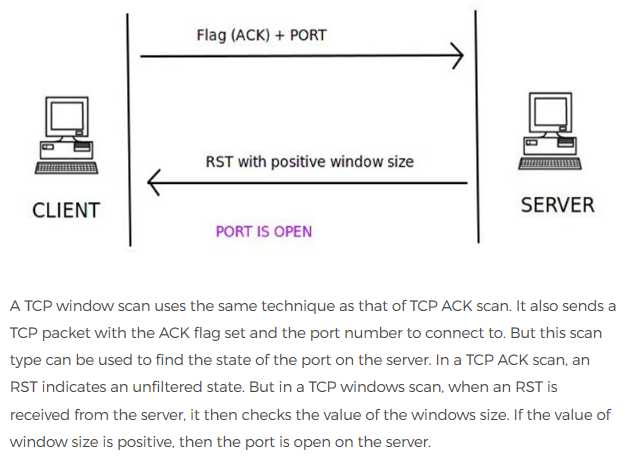 Flag (ACK) + PORT
RST with positive window size
CLIENT
SERVER
PORT IS OPEN
A TCP window scan uses the same technique as that of TCP ACK scan. It also sends a
TCP packet with the ACK flag set and the port number to connect to. But this scan
type can be used to find the state of the port on the server. In a TCP ACK scan, an
RST indicates an unfiltered state. But in a TCP windows scan, when an RST is
received from the server, it then checks the value of the windows size. If the value of
window size is positive, then the port is open on the server.